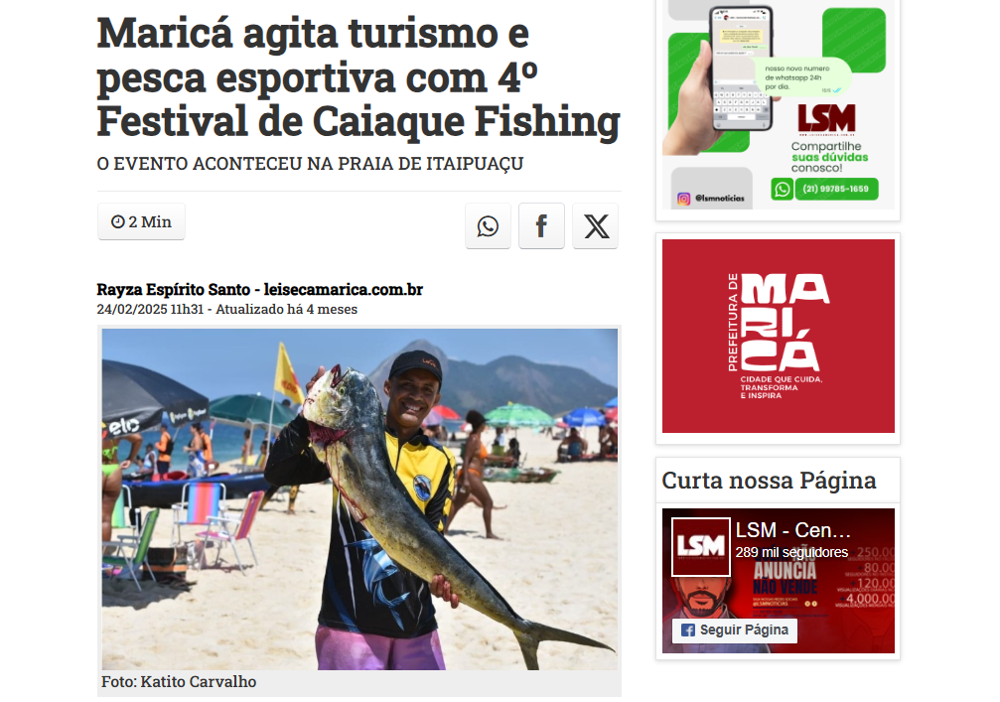 Maricá agita turismo e
pesca esportiva com 4º
Festival de Caiaque Fishing
O EVENTO ACONTECEU NA PRAIA DE ITAIPUAÇU
2 Min
Rayza Espírito Santo - leisecamarica.com.br
24/02/2025 11h31 - Atualizado há 4 meses
elo
Foto: Katito Carvalho
nosso novo numero
de whatsapp 24h
por dia.
LSM
Compartilhe
suas dúvidas
conosco!
(21) 99785-1659
@lsmnoticias
PREFEITURA DE
MARICÁ
CIDADE QUE CUIDA,
TRANSFORMA
E INSPIRA
Curta nossa Página
LSM
LSM - Cen…
289 mil seguidores
NÃO
ANUNCIA
NÃO VENDE
+250.00
80.00
120.00
4.000.00
Seguir Página